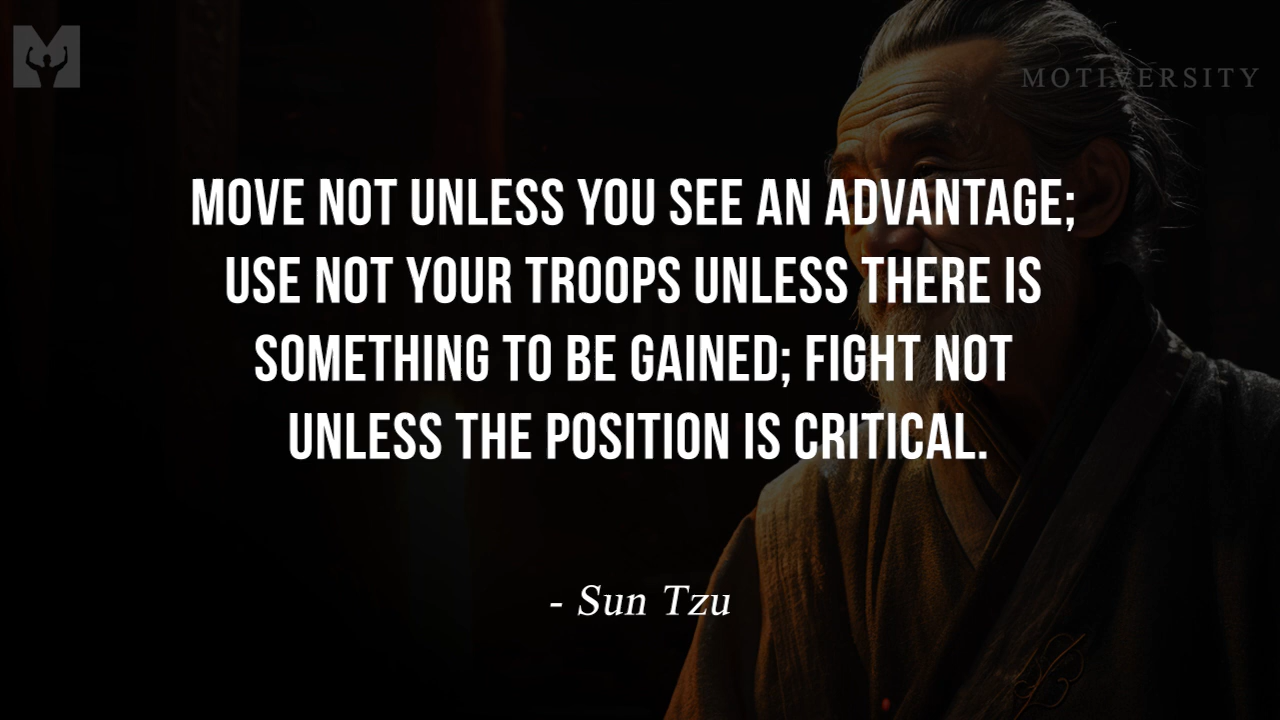 MOTIVERSITY
MOVE NOT UNLESS YOU SEE AN ADVANTAGE;
USE NOT YOUR TROOPS UNLESS THERE IS
SOMETHING TO BE GAINED; FIGHT NOT
UNLESS THE POSITION IS CRITICAL.
- Sun Tzu